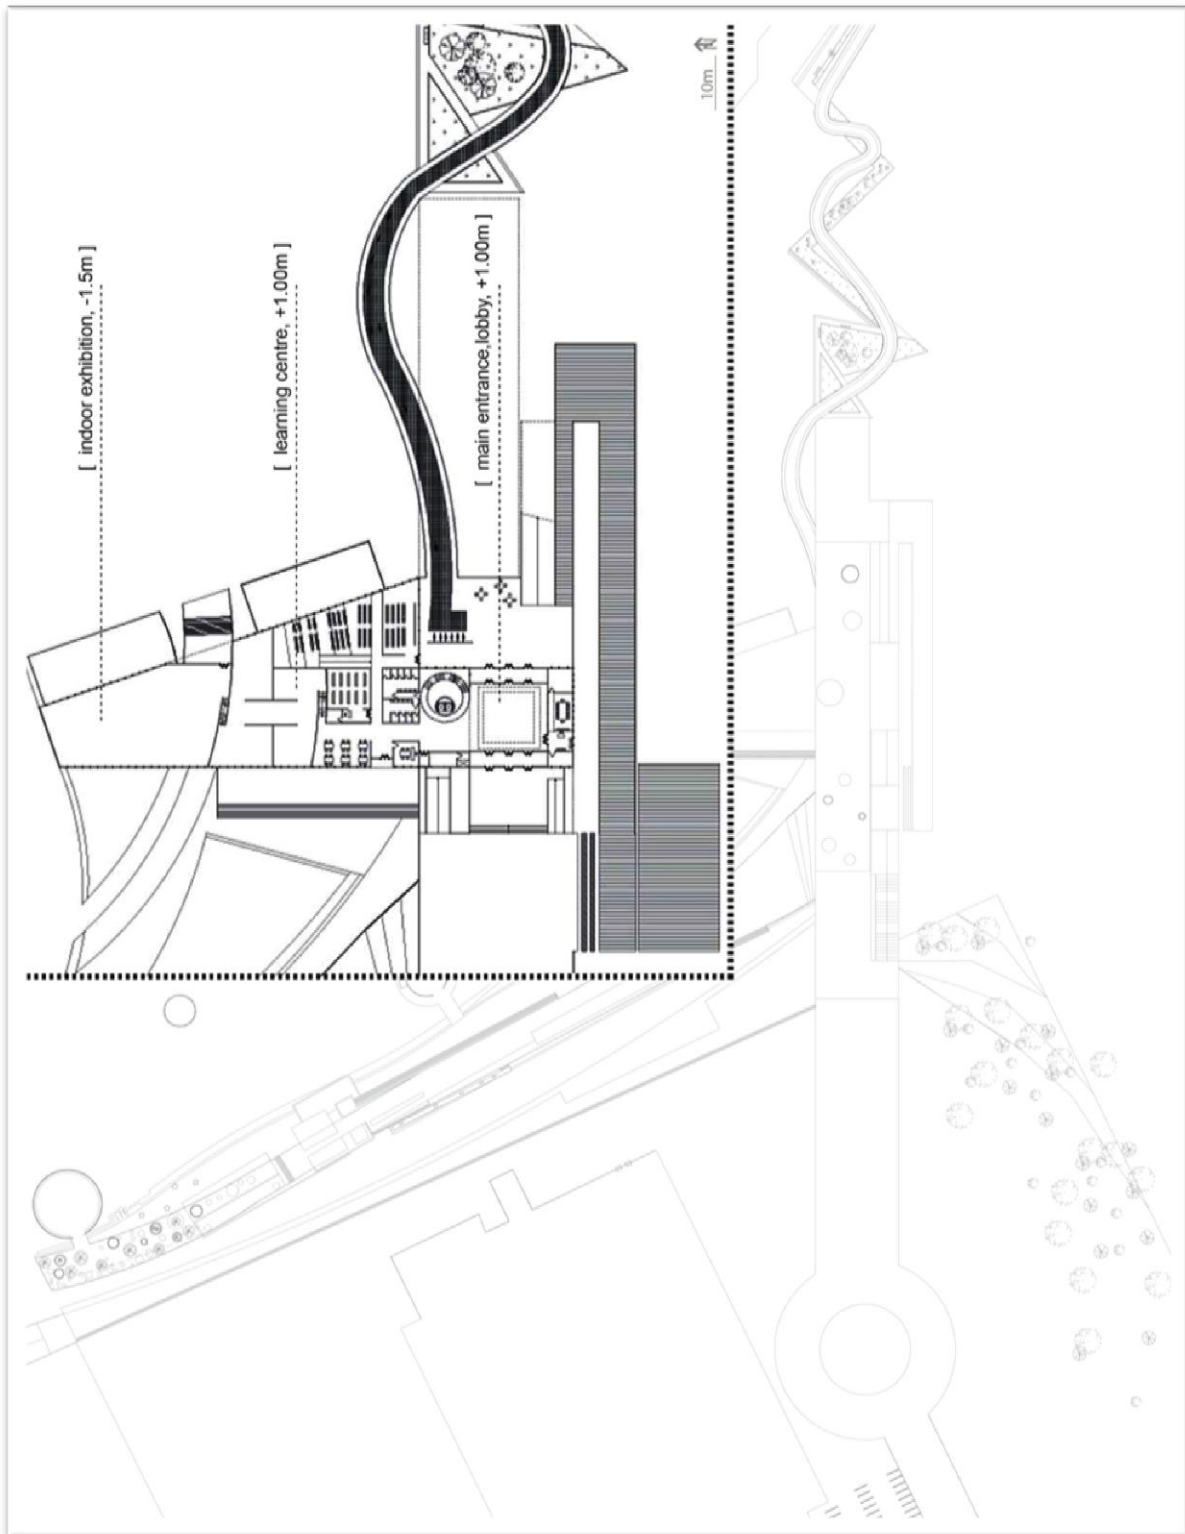 [ indoor exhibition, -1.5m ]
[ learning centre, +1.00m ]
[ main entrance,lobby, +1.00m ]
10m